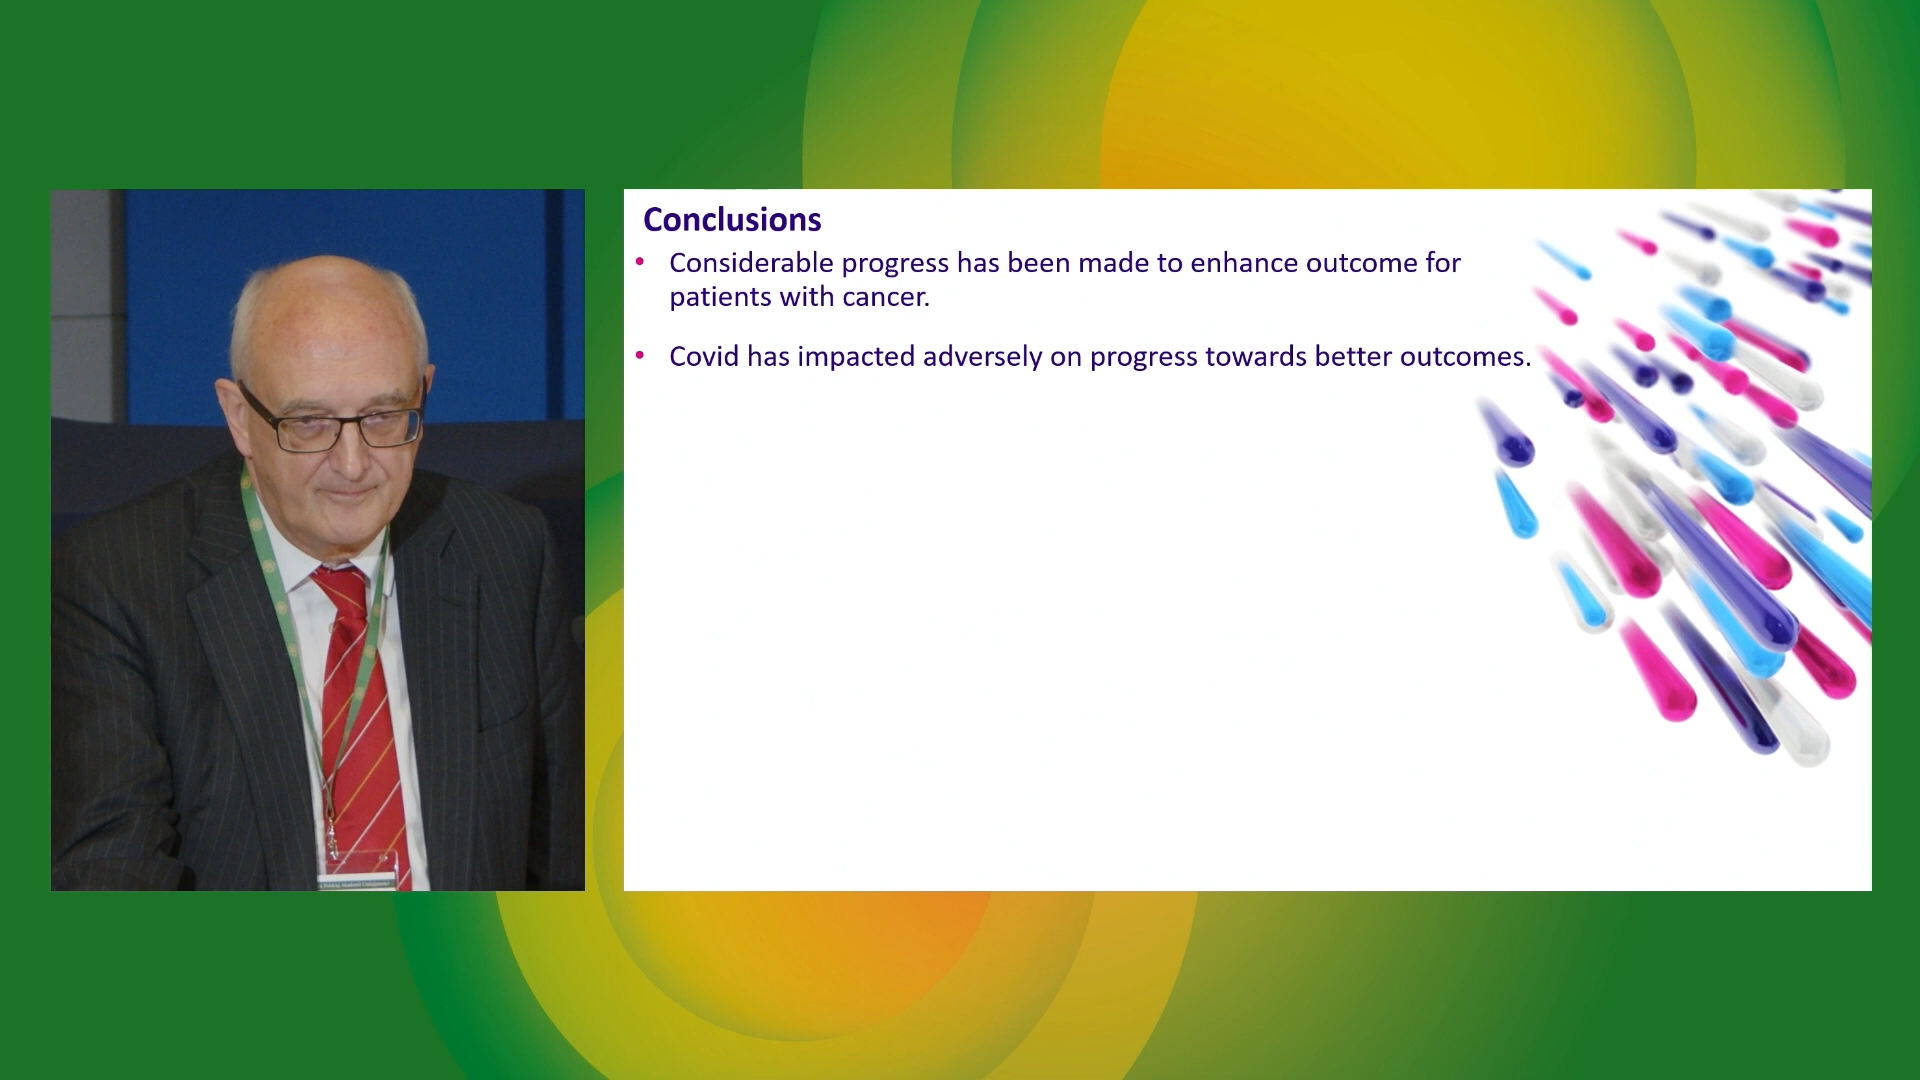 Conclusions
• Considerable progress has been made to enhance outcome for
patients with cancer.
• Covid has impacted adversely on progress towards better outcomes.